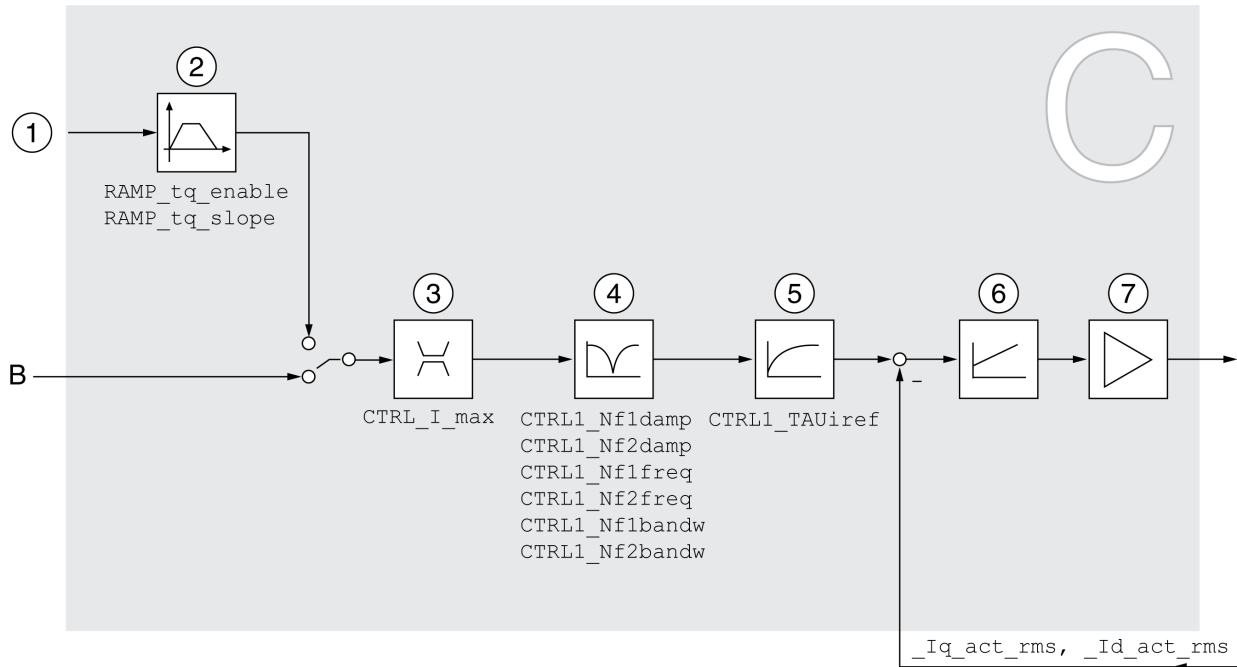 C
2
1
RAMP_tq_enable
RAMP_tq_slope
3
4
5
6
7
B
_
CTRL_I_max
CTRL1_Nf1damp
CTRL1_TAUiref
CTRL1_Nf2damp
CTRL1_Nf1freq
CTRL1_Nf2freq
CTRL1_Nf1bandw
CTRL1_Nf2bandw
_Iq_act_rms, _Id_act_rms